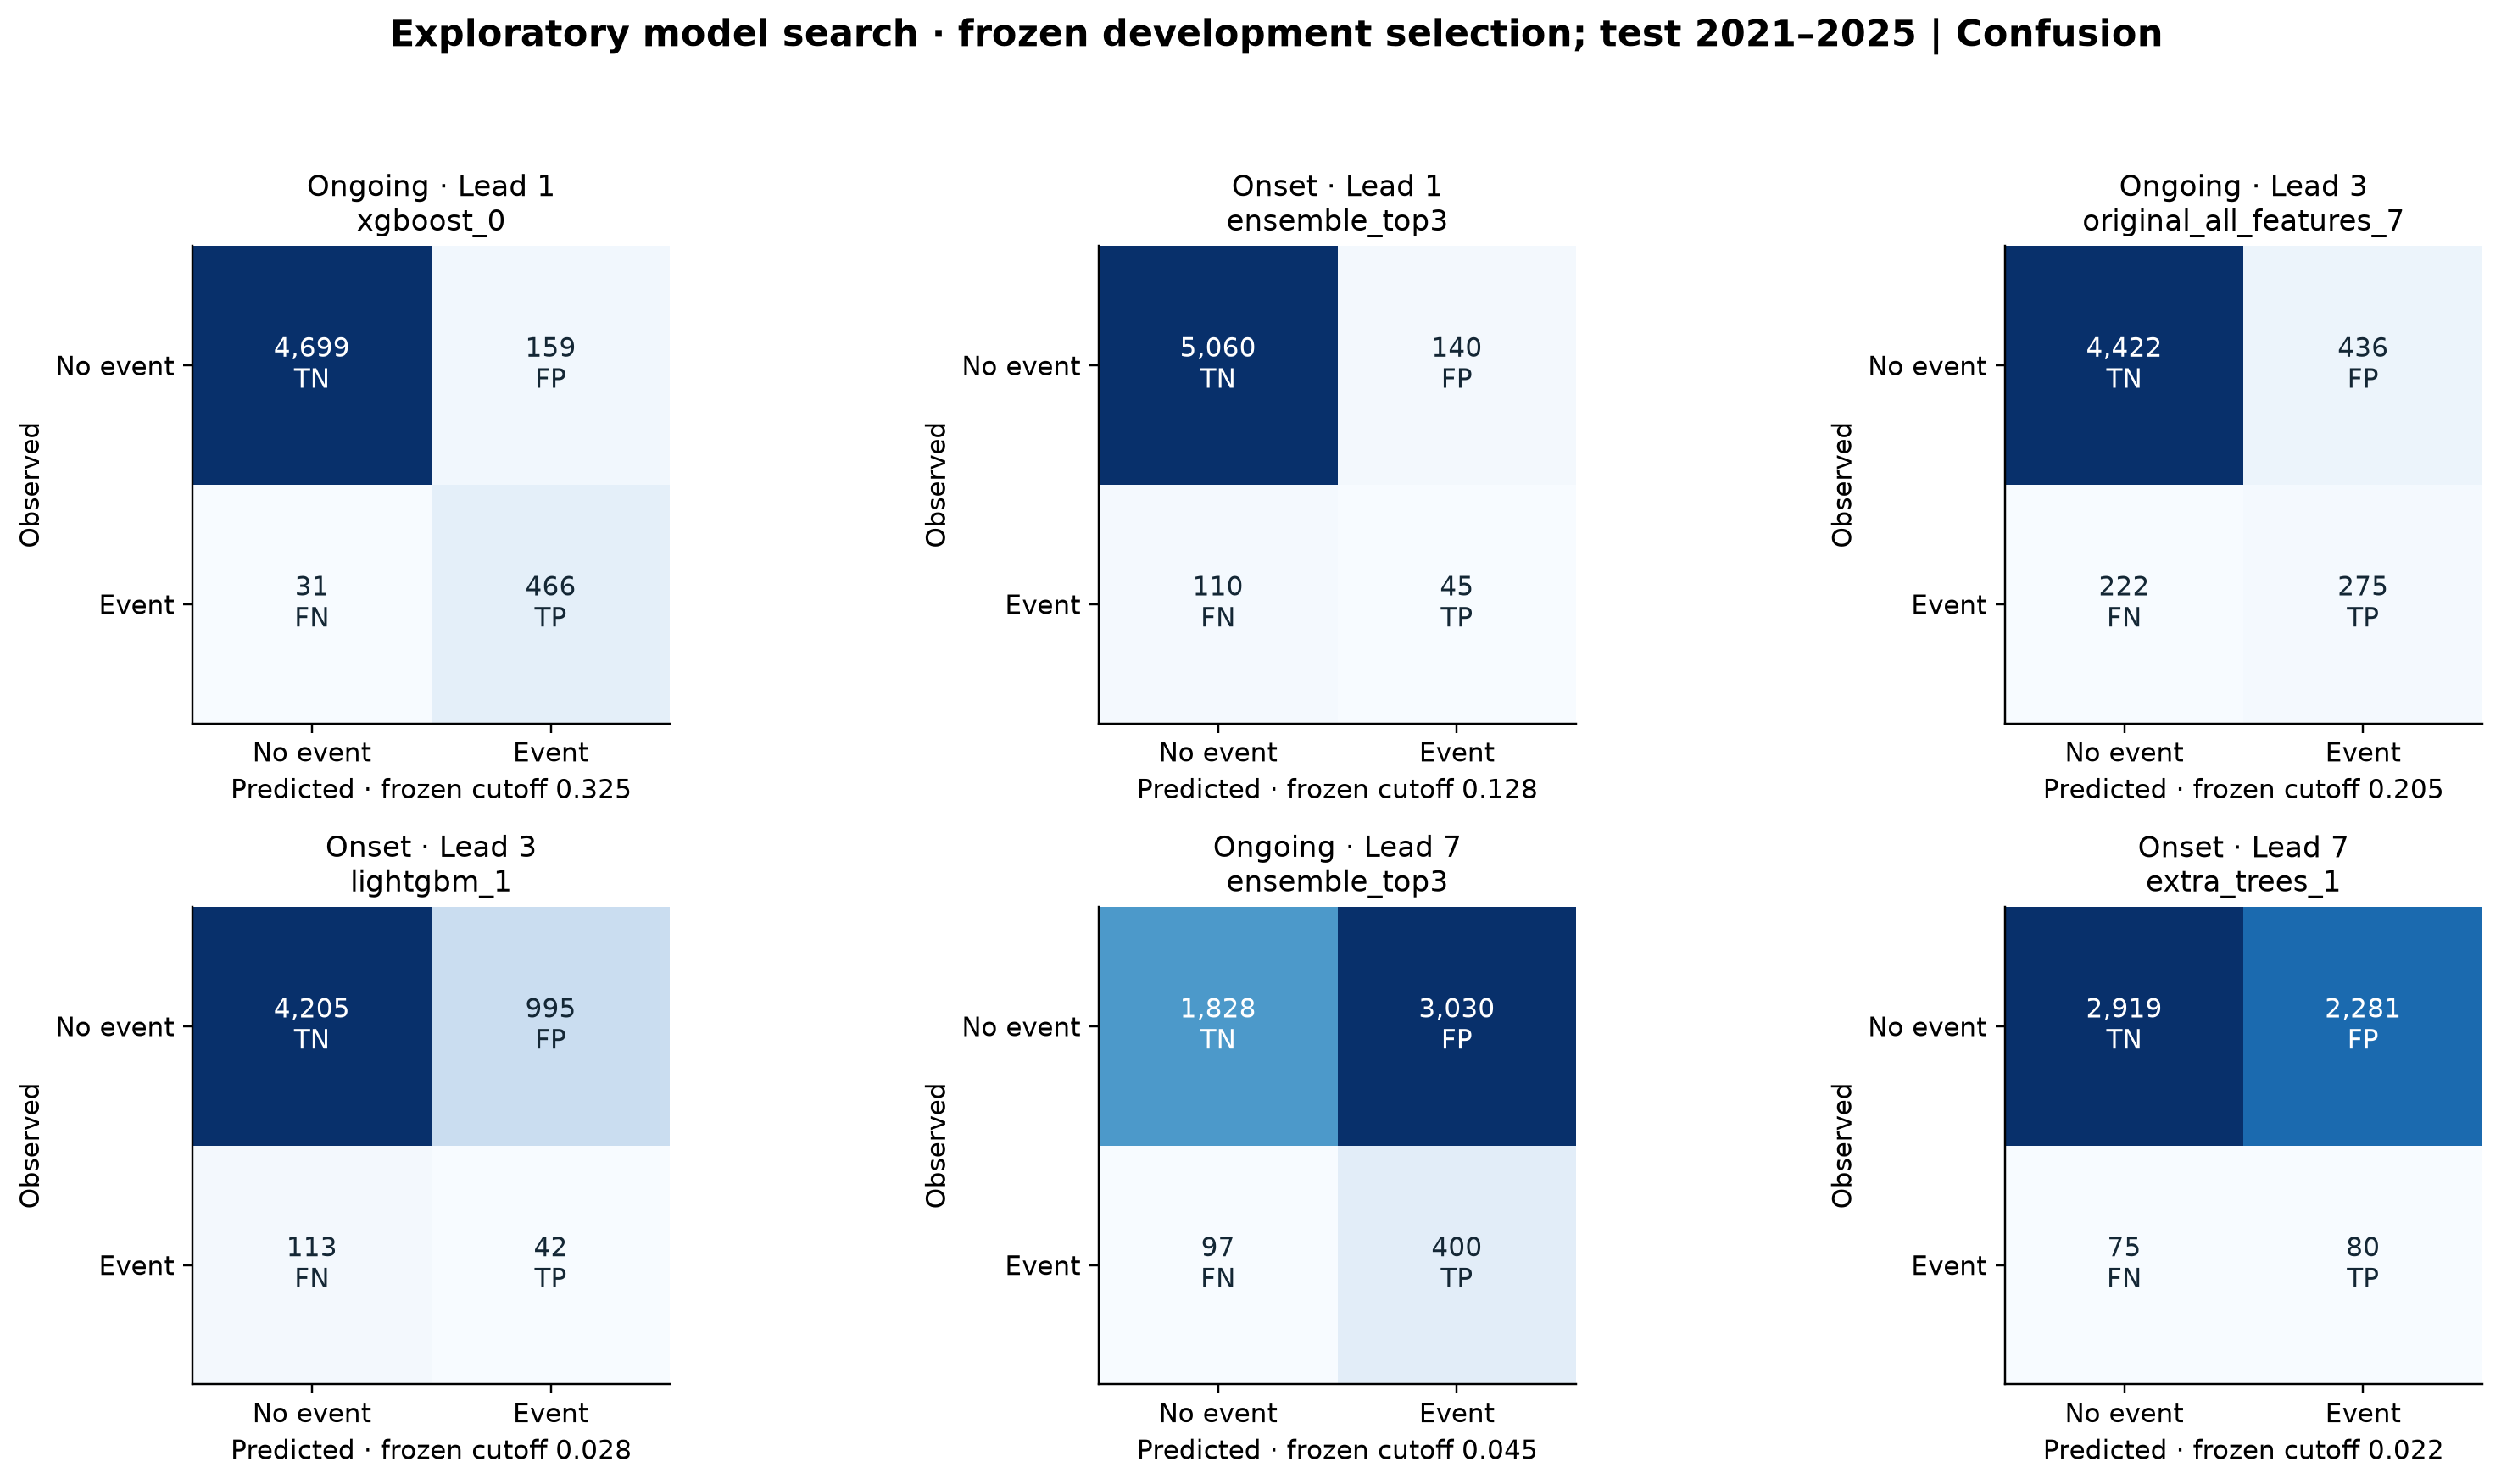 Exploratory model search · frozen development selection; test 2021–2025 | Confusion
Ongoing · Lead 1
xgboost_0
Observed
No event
4,699
TN
159
FP
Event
31
FN
466
TP
No event
Event
Predicted · frozen cutoff 0.325
Onset · Lead 1
ensemble_top3
Observed
No event
5,060
TN
140
FP
Event
110
FN
45
TP
No event
Event
Predicted · frozen cutoff 0.128
Ongoing · Lead 3
original_all_features_7
Observed
No event
4,422
TN
436
FP
Event
222
FN
275
TP
No event
Event
Predicted · frozen cutoff 0.205
Onset · Lead 3
lightgbm_1
Observed
No event
4,205
TN
995
FP
Event
113
FN
42
TP
No event
Event
Predicted · frozen cutoff 0.028
Ongoing · Lead 7
ensemble_top3
Observed
No event
1,828
TN
3,030
FP
Event
97
FN
400
TP
No event
Event
Predicted · frozen cutoff 0.045
Onset · Lead 7
extra_trees_1
Observed
No event
2,919
TN
2,281
FP
Event
75
FN
80
TP
No event
Event
Predicted · frozen cutoff 0.022